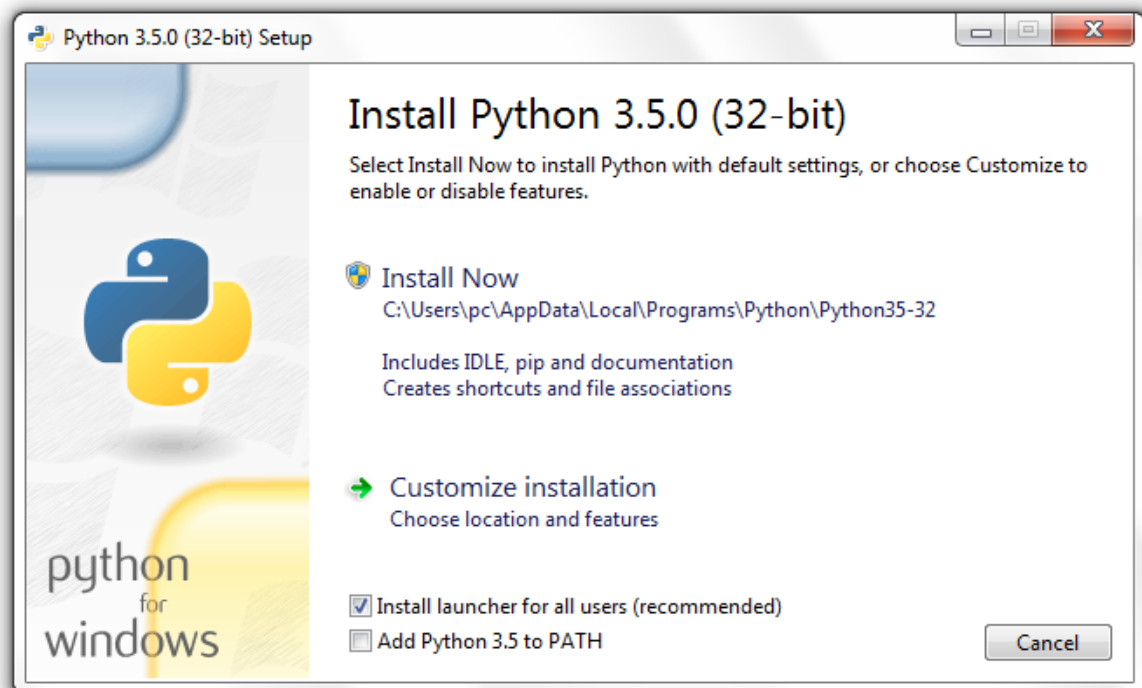 Python 3.5.0 (32-bit) Setup
Install Python 3.5.0 (32-bit)
Select Install Now to install Python with default settings, or choose Customize to
enable or disable features.
Install Now
C:\Users\pc\AppData\Local\Programs\Python\Python35-32
Includes IDLE, pip and documentation
Creates shortcuts and file associations
Customize installation
Choose location and features
python
for
windows
Install launcher for all users (recommended)
Add Python 3.5 to PATH
Cancel